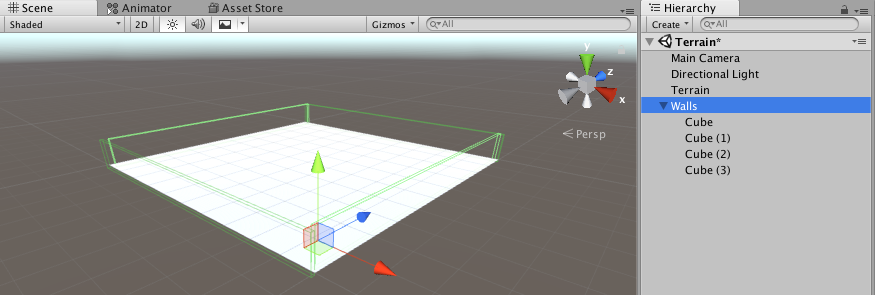 Scene Animator Asset Store
Shaded 2D Gizmos All
y
z
x
Persp
Hierarchy
Create All
Terrain*
Main Camera
Directional Light
Terrain
Walls
Cube
Cube (1)
Cube (2)
Cube (3)